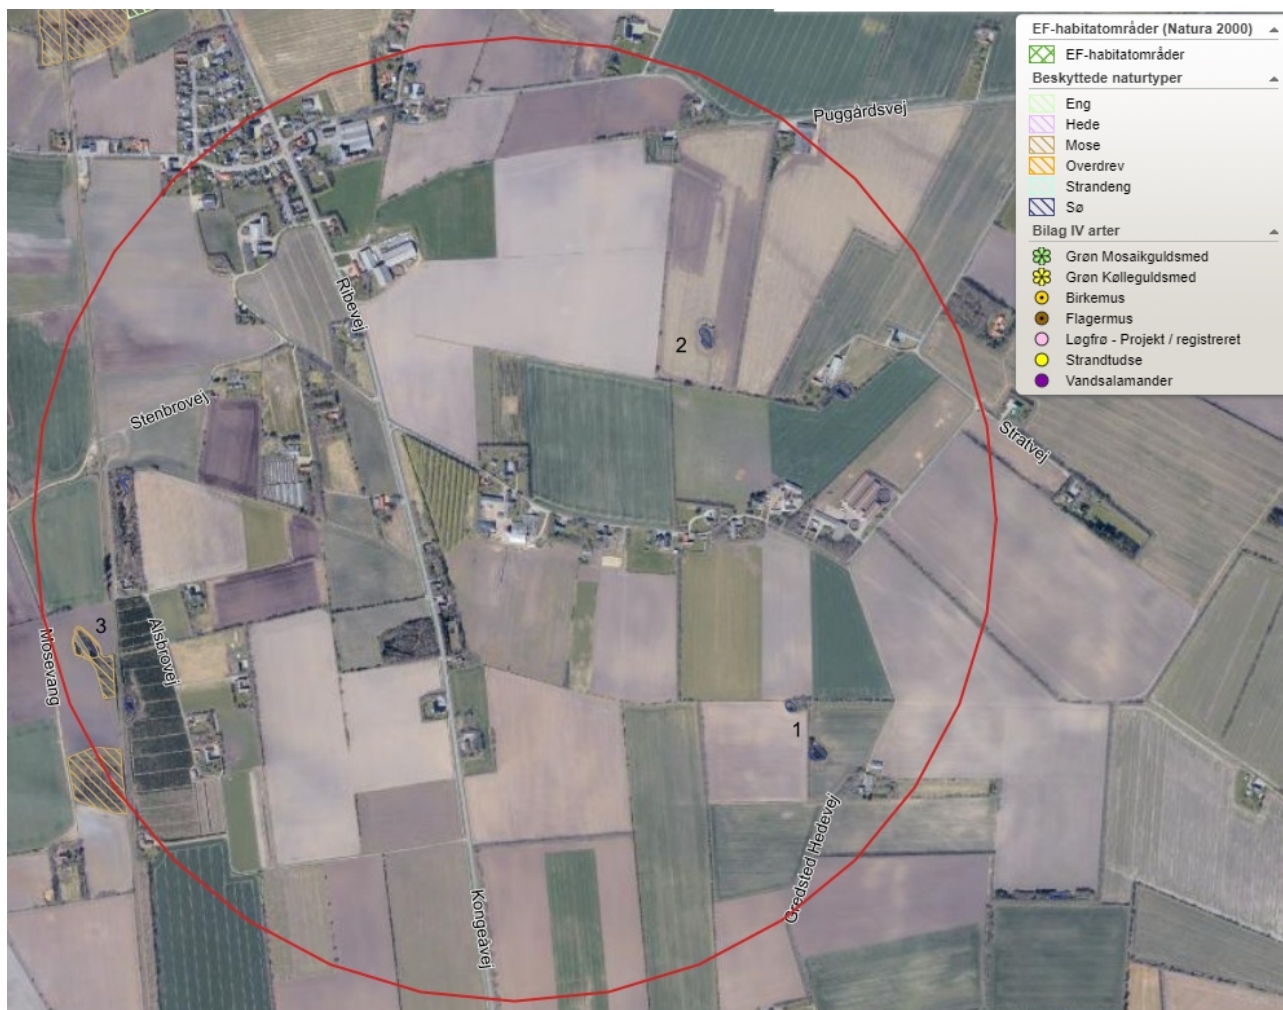 EF-habitatområder (Natura 2000)
EF-habitatområder
Beskyttede naturtyper
Eng
Hede
Mose
Overdrev
Strandeng
Sø
Bilag IV arter
Grøn Mosaikguldsmed
Grøn Kølleguldsmed
Birkemus
Flagermus
Løgfrø - Projekt / registreret
Strandtudse
Vandsalamander
Puggårdsvej
Ribevej
2
Stenbrovej
Stratvej
3
Alsbrovej
Mosevang
1
Gredsted Hedevej
Kongeåvej